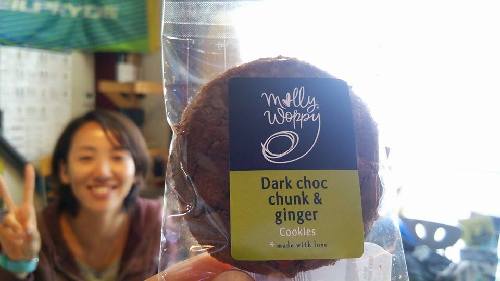 molly
woppy
Dark choc
chunk &
ginger
Cookies
made with love